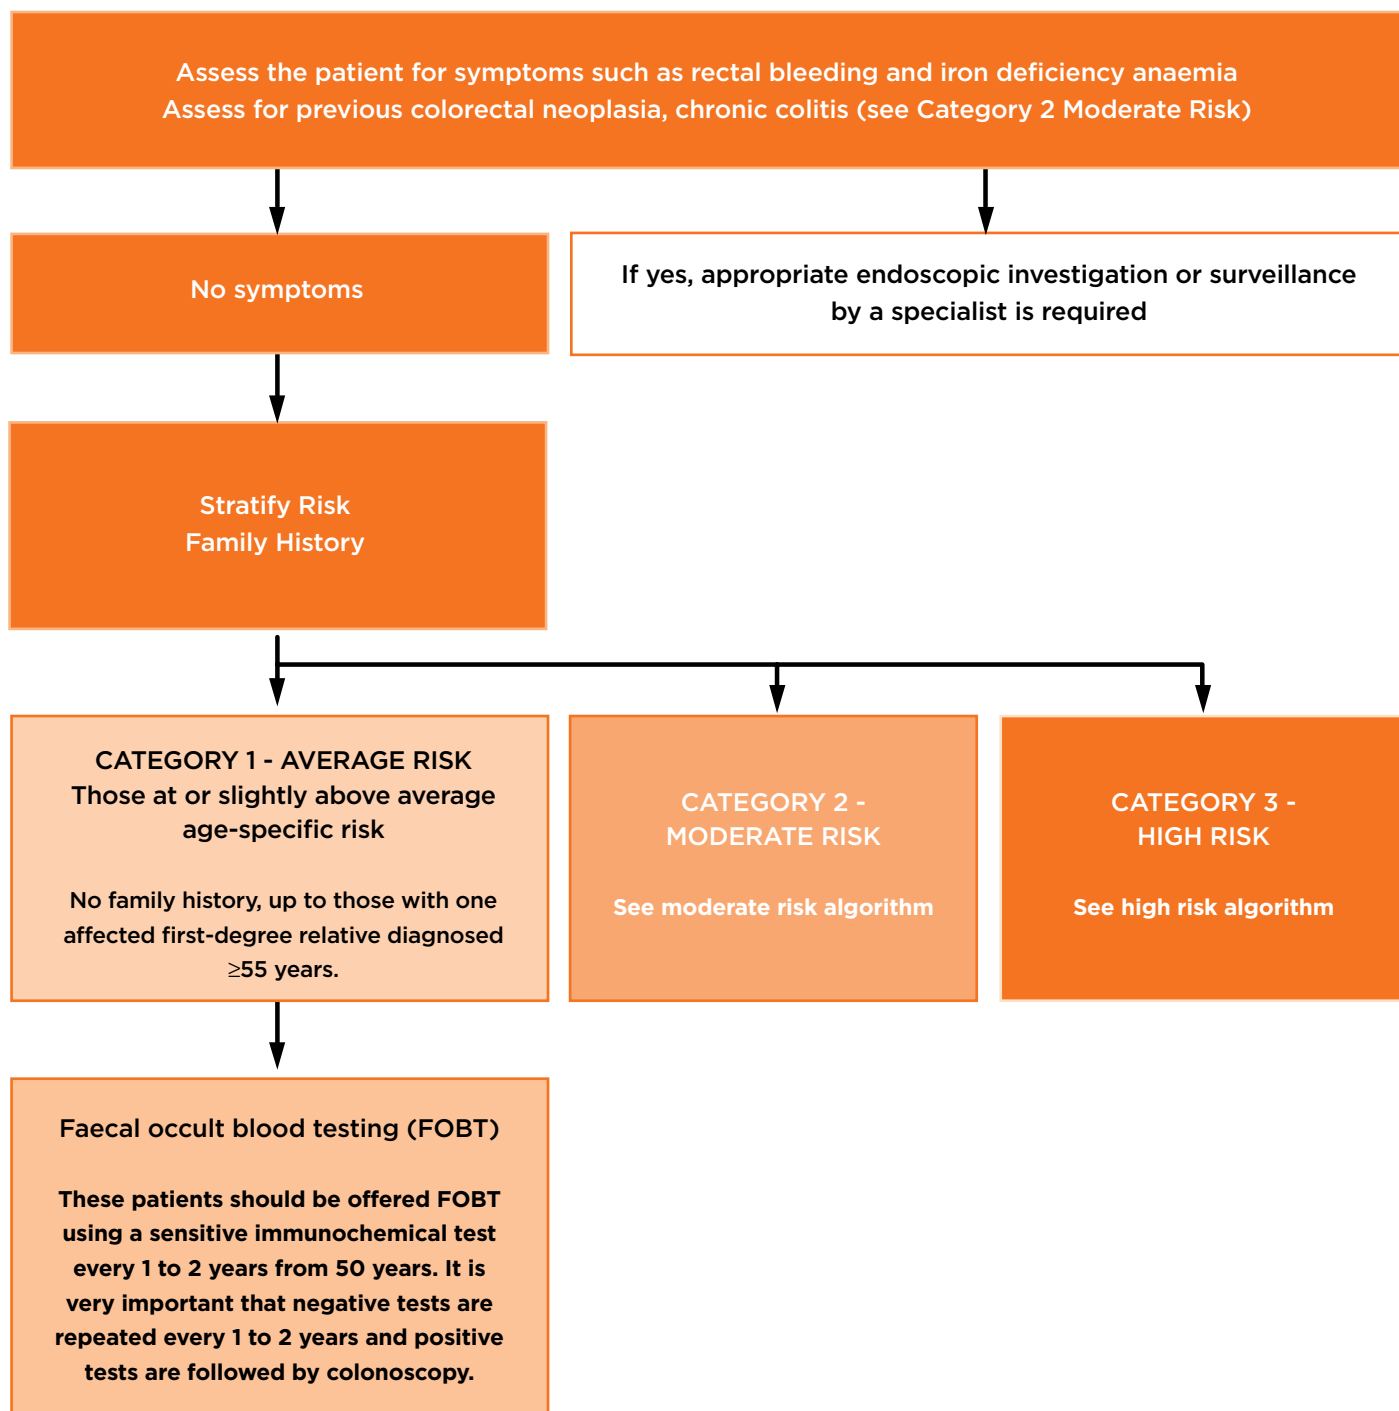 Assess the patient for symptoms such as rectal bleeding and iron deficiency anaemia
Assess for previous colorectal neoplasia, chronic colitis (see Category 2 Moderate Risk)
No symptoms
If yes, appropriate endoscopic investigation or surveillance
by a specialist is required
Stratify Risk
Family History
CATEGORY 1 - AVERAGE RISK
Those at or slightly above average
age-specific risk
No family history, up to those with one
affected first-degree relative diagnosed
≥55 years.
CATEGORY 2 -
MODERATE RISK
See moderate risk algorithm
CATEGORY 3 -
HIGH RISK
See high risk algorithm
Faecal occult blood testing (FOBT)
These patients should be offered FOBT
using a sensitive immunochemical test
every 1 to 2 years from 50 years. It is
very important that negative tests are
repeated every 1 to 2 years and positive
tests are followed by colonoscopy.